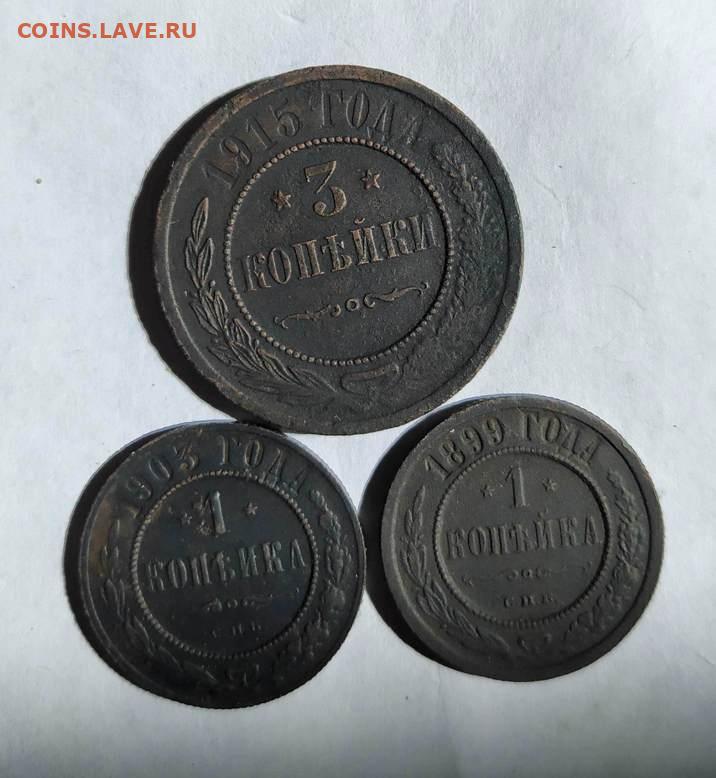 COINS.LAVE.RU
1915 ГОДА
3
КОПѢЙКИ
1903 ГОДА
1
КОПѢЙКА
С.П.Б.
1899 ГОДА
1
КОПѢЙКА
С.П.Б.